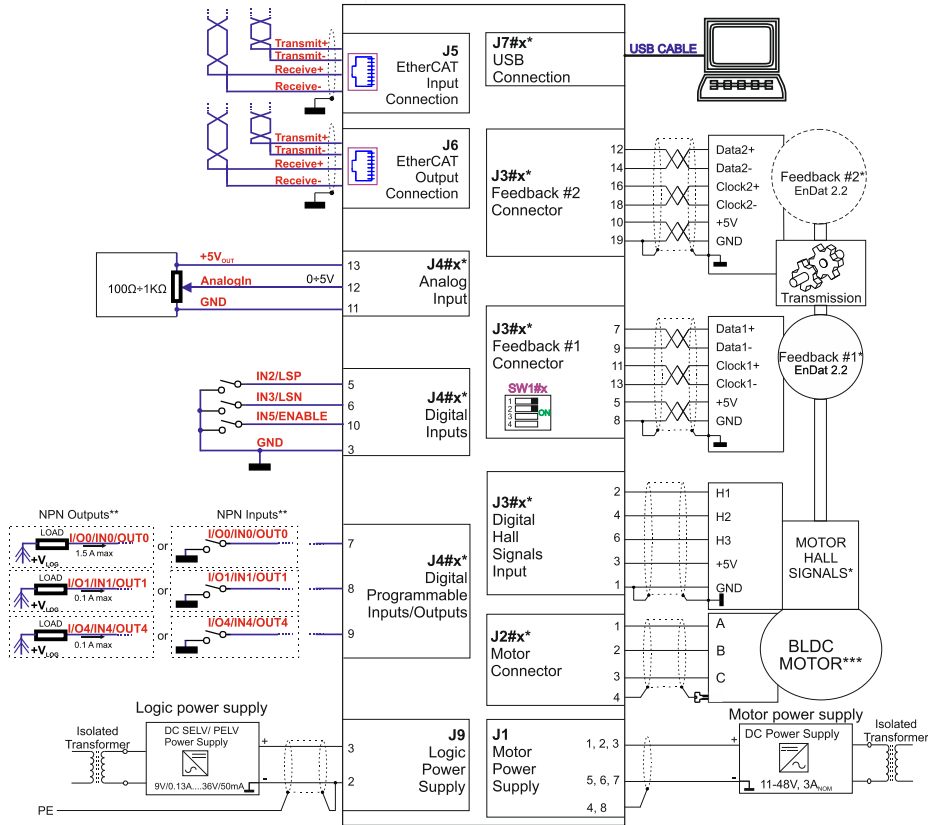 Transmit+
Transmit-
Receive+
Receive-
J5
EtherCAT
Input
Connection
J7#x*
USB
Connection
USB CABLE
Transmit+
Transmit-
Receive+
Receive-
J6
EtherCAT
Output
Connection
J3#x*
Feedback #2
Connector
12
14
16
18
10
19
Data2+
Data2-
Clock2+
Clock2-
+5V
GND
Feedback #2*
EnDat 2.2
Transmission
100Ω÷1KΩ
+5VOUT
AnalogIn
0÷5V
GND
13
12
11
J4#x*
Analog
Input
J3#x*
Feedback #1
Connector
SW1#x
1
2
3
4
ON
7
9
11
13
5
8
Data1+
Data1-
Clock1+
Clock1-
+5V
GND
Feedback #1*
EnDat 2.2
IN2/LSP
IN3/LSN
IN5/ENABLE
GND
5
6
10
3
J4#x*
Digital
Inputs
J3#x*
Digital
Hall
Signals
Input
2
4
6
3
1
H1
H2
H3
+5V
GND
MOTOR
HALL
SIGNALS*
NPN Outputs**
NPN Inputs**
LOAD
I/O0/IN0/OUT0
1.5 A max
+VLOG
or
I/O0/IN0/OUT0
7
LOAD
I/O1/IN1/OUT1
0.1 A max
+VLOG
or
I/O1/IN1/OUT1
8
LOAD
I/O4/IN4/OUT4
0.1 A max
+VLOG
or
I/O4/IN4/OUT4
9
J4#x*
Digital
Programmable
Inputs/Outputs
J2#x*
Motor
Connector
1
2
3
4
A
B
C
BLDC
MOTOR***
Logic power supply
Isolated
Transformer
DC SELV/ PELV
Power Supply
9V/0.13A....36V/50mA
+
-
PE
3
2
J9
Logic
Power
Supply
J1
Motor
Power
Supply
1, 2, 3
5, 6, 7
4, 8
+
-
Motor power supply
DC Power Supply
11-48V, 3ANOM
Isolated
Transformer